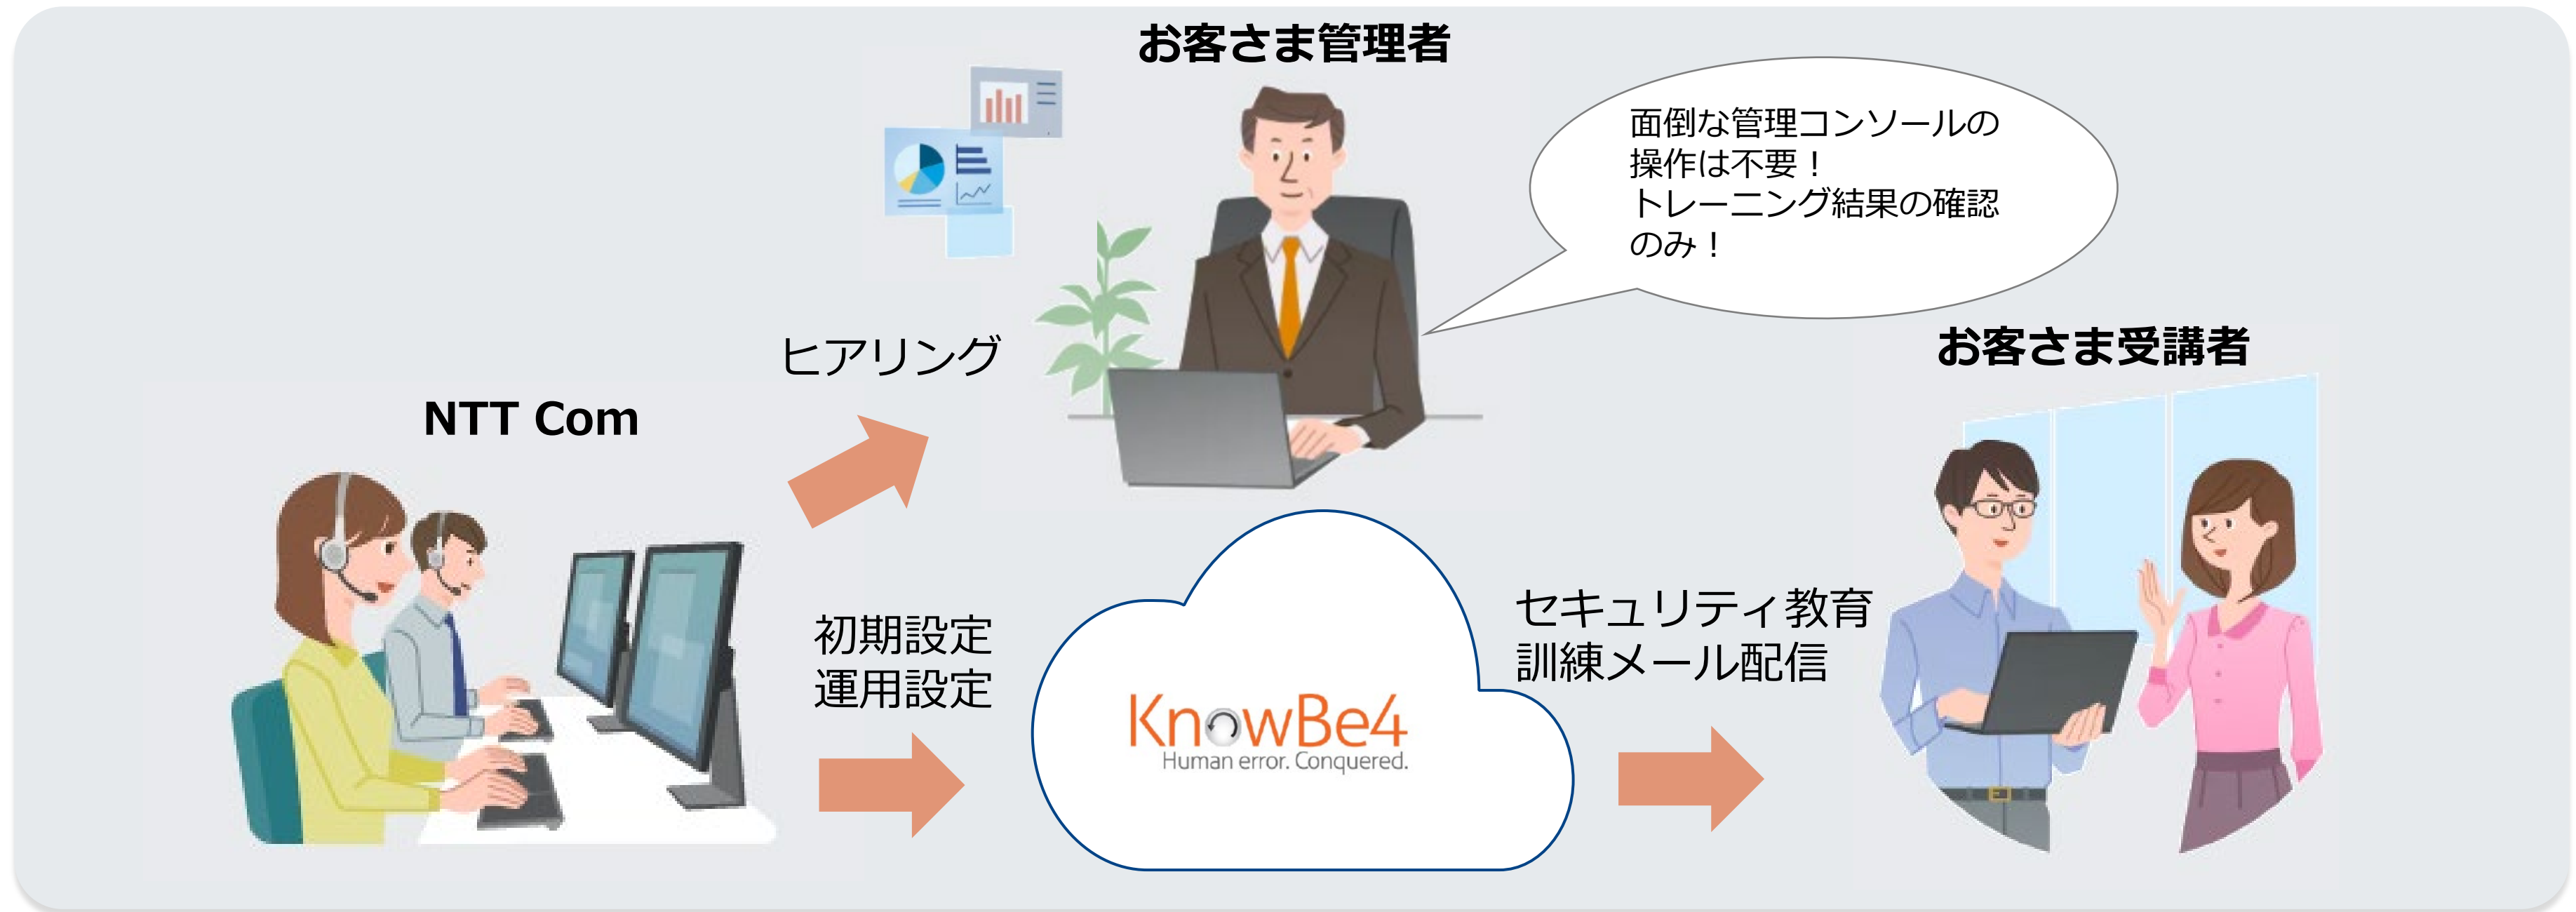 お客さま管理者
面倒な管理コンソールの
操作は不要！
トレーニング結果の確認
のみ！
ヒアリング
お客さま受講者
NTT Com
初期設定
運用設定
セキュリティ教育
訓練メール配信
KnowBe4
Human error. Conquered.